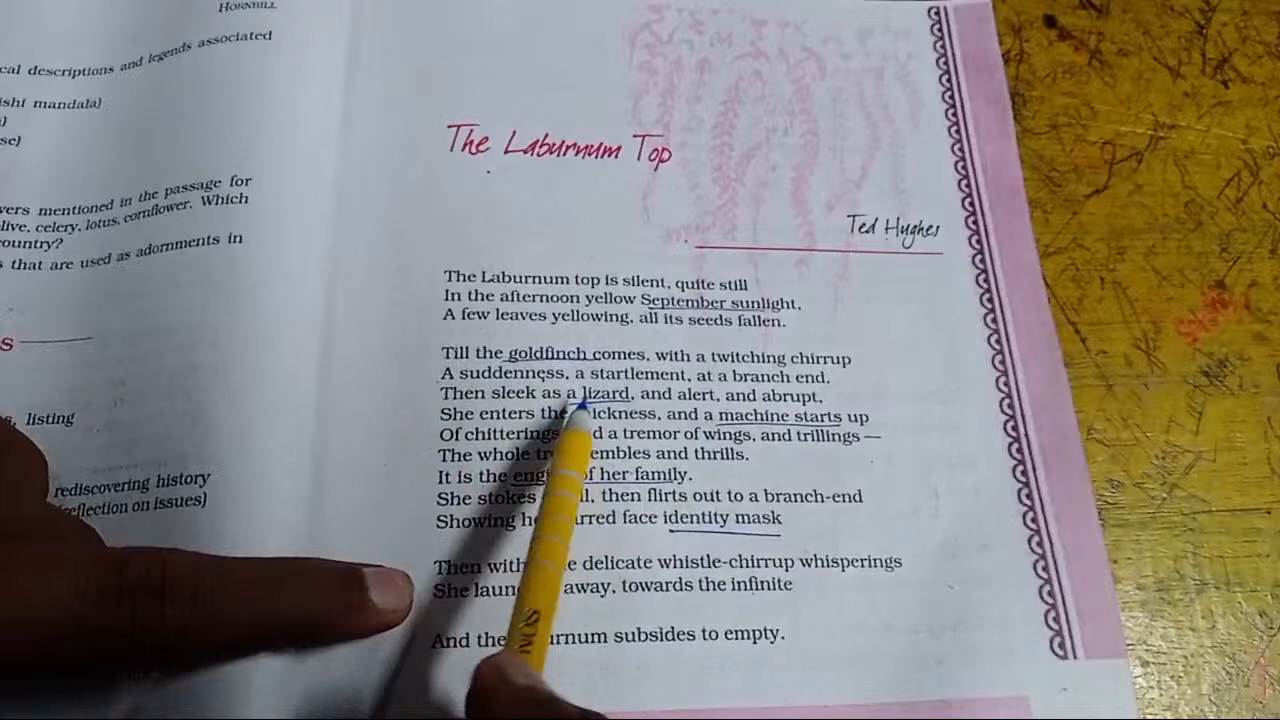 HORNBILL
cal descriptions and legends associated
ishi mandala)
)
se)
vers mentioned in the passage for
live, celery, lotus, cornflower. Which
country?
s that are used as adornments in
S
s, listing
rediscovering history
reflection on issues)
The Laburnum Top
Ted Hughes
The Laburnum top is silent, quite still
In the afternoon yellow September sunlight,
A few leaves yellowing, all its seeds fallen.
Till the goldfinch comes, with a twitching chirrup
A suddenness, a startlement, at a branch end.
Then sleek as a lizard, and alert, and abrupt,
She enters the ickness, and a machine starts up
Of chitterings d a tremor of wings, and trillings —
The whole tr embles and thrills.
It is the eng of her family.
She stokes l, then flirts out to a branch-end
Showing he rred face identity mask
Then with e delicate whistle-chirrup whisperings
She laun away, towards the infinite
And the urnum subsides to empty.